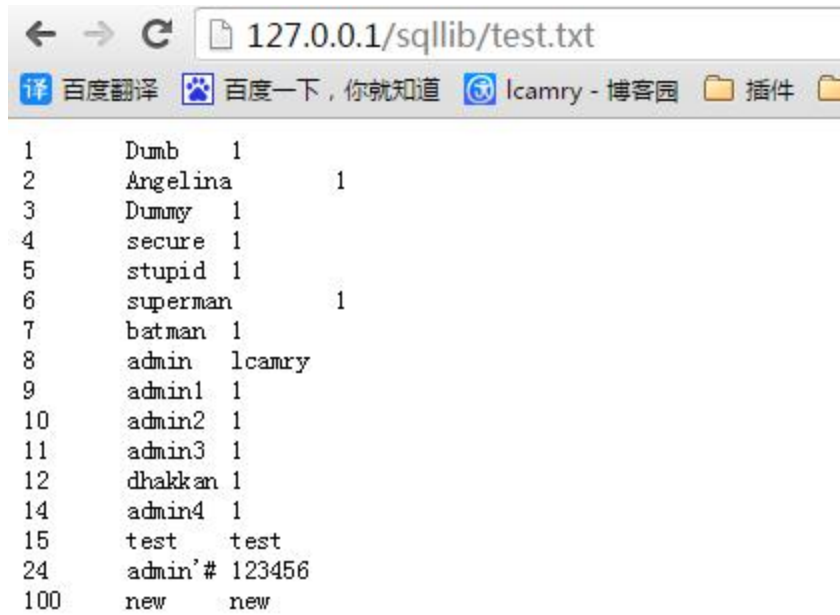 127.0.0.1/sqllib/test.txt
译 百度翻译 百度一下，你就知道 lcamry - 博客园 插件
1 Dumb 1
2 Angelina 1
3 Dummy 1
4 secure 1
5 stupid 1
6 superman 1
7 batman 1
8 admin lcamry
9 admin1 1
10 admin2 1
11 admin3 1
12 dhakkan 1
14 admin4 1
15 test test
24 admin'# 123456
100 new new